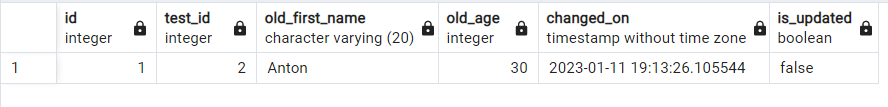 id test_id old_first_name old_age changed_on is_updated
integer integer character varying (20) integer timestamp without time zone boolean
1 1 2 Anton 30 2023-01-11 19:13:26.105544 false